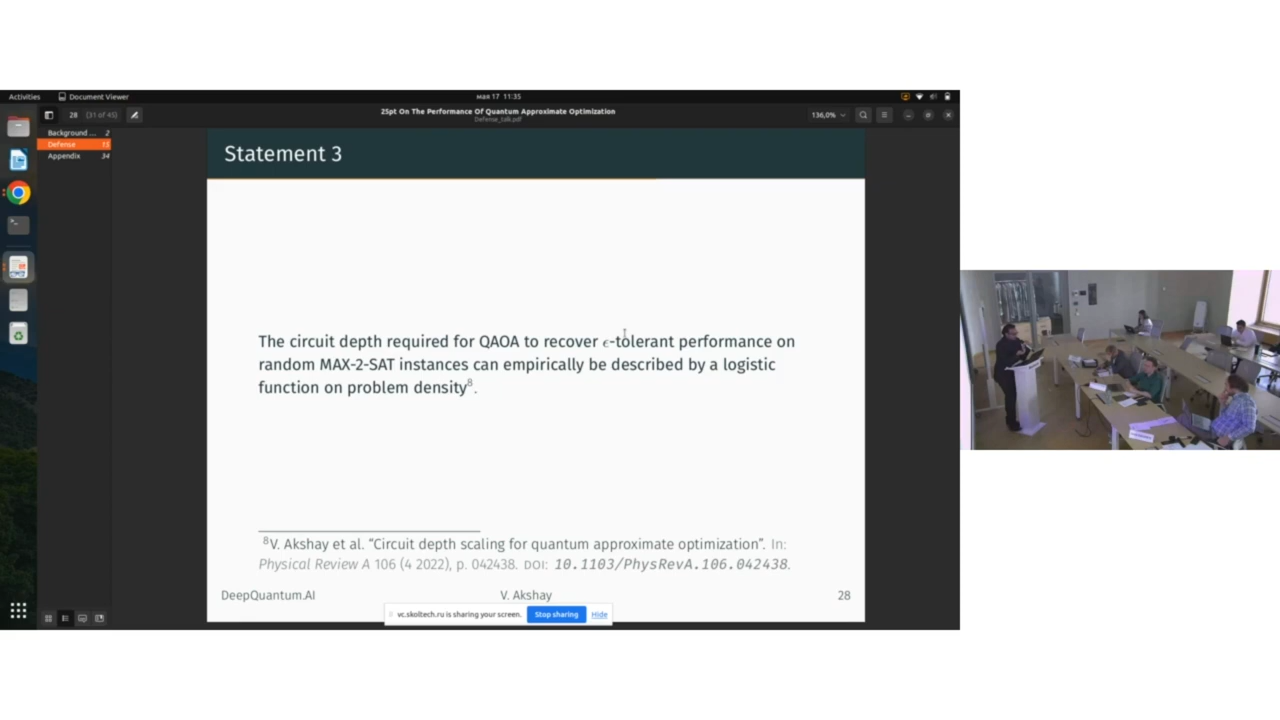 Activities
Document Viewer
мая 17 11:35
28 (31 of 45)
25pt On The Performance Of Quantum Approximate Optimization
Defense_talk.pdf
136,0%
Background ... 2
Defense 15
Appendix 34
Statement 3
The circuit depth required for QAOA to recover ϵ-tolerant performance on
random MAX-2-SAT instances can empirically be described by a logistic
function on problem density⁸.
⁸V. Akshay et al. “Circuit depth scaling for quantum approximate optimization”. In:
Physical Review A 106 (4 2022), p. 042438. DOI: 10.1103/PhysRevA.106.042438.
DeepQuantum.AI
V. Akshay
28
vc.skoltech.ru is sharing your screen.
Stop sharing
Hide